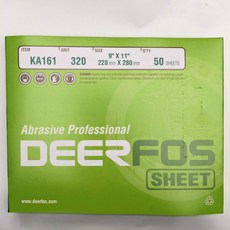 ITEM GRIT SIZE Q'TY
KA161 320 9" X 11" 228 mm X 280 mm 50 SHEETS
Abrasive Professional
DEERFOS
SHEET
www.deerfos.com